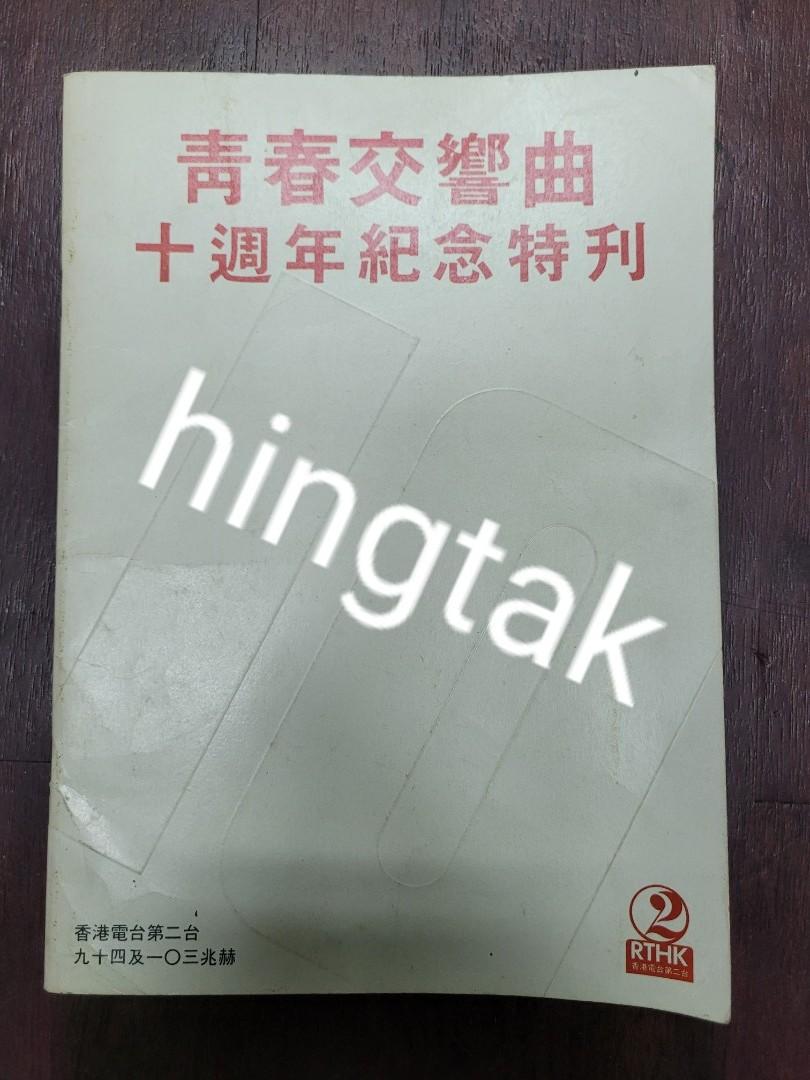 青春交響曲
十週年紀念特刊
hingtak
香港電台第二台
九十四及一〇三兆赫
2
RTHK
香港電台第二台